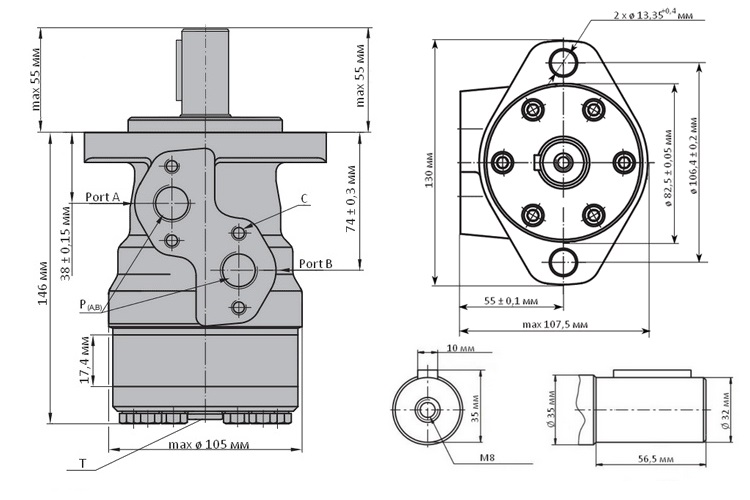 2 x ø 13,35⁺⁰,⁴ мм
max 55 мм
max 55 мм
Port A
C
38 ± 0,15 мм
74 ± 0,3 мм
130 мм
ø 82,5 ± 0,05 мм
ø 106,4 ± 0,2 мм
Port B
146 мм
P(A,B)
55 ± 0,1 мм
max 107,5 мм
17,4 мм
10 мм
35 мм
Ø 35 мм
Ø 32 мм
max ø 105 мм
M8
56,5 мм
T